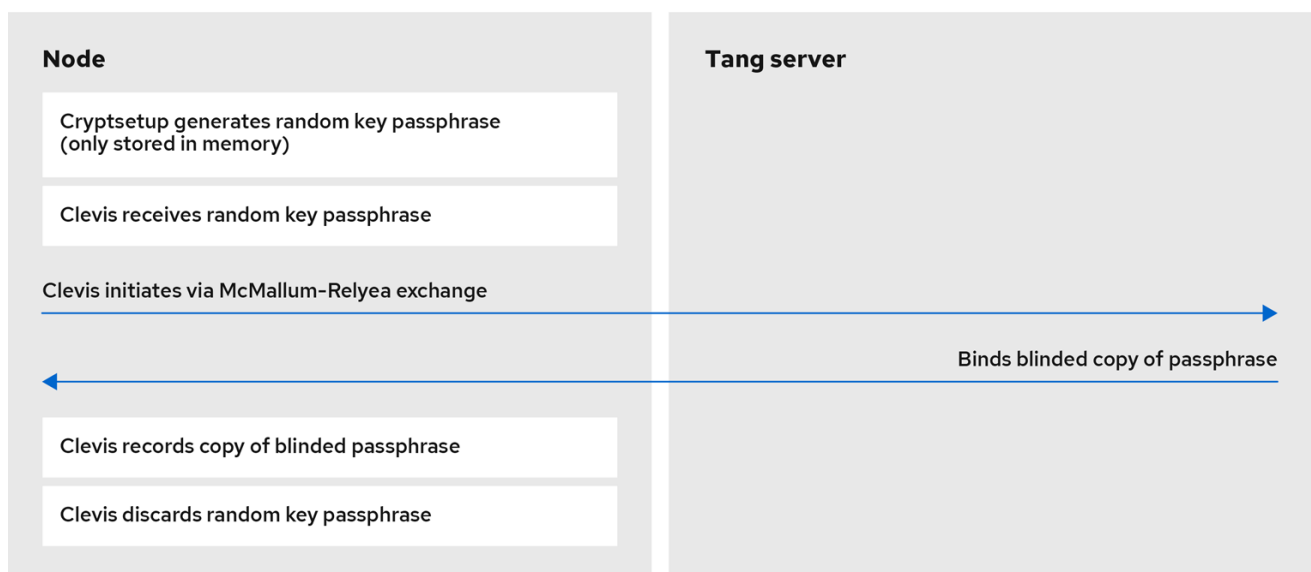 Node
Cryptsetup generates random key passphrase
(only stored in memory)
Clevis receives random key passphrase
Clevis initiates via McMallum-Relyea exchange
Clevis records copy of blinded passphrase
Clevis discards random key passphrase
Tang server
Binds blinded copy of passphrase